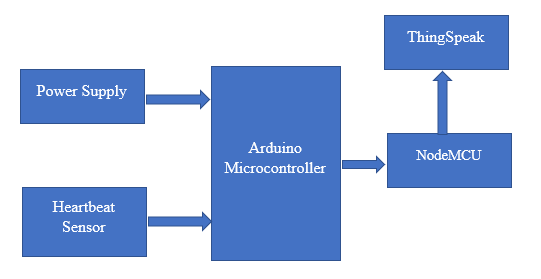 ThingSpeak
Power Supply
Arduino
Microcontroller
NodeMCU
Heartbeat
Sensor